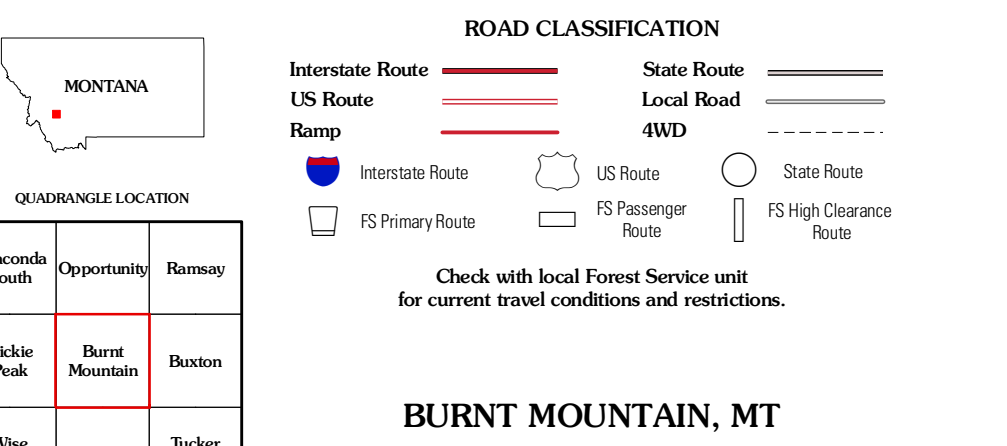 ROAD CLASSIFICATION
Interstate Route
State Route
US Route
Local Road
Ramp
4WD
Interstate Route
US Route
State Route
FS Primary Route
FS Passenger
Route
FS High Clearance
Route
Check with local Forest Service unit
for current travel conditions and restrictions.
MONTANA
QUADRANGLE LOCATION
Opportunity
Ramsay
Burnt
Mountain
Buxton
Tucker
BURNT MOUNTAIN, MT